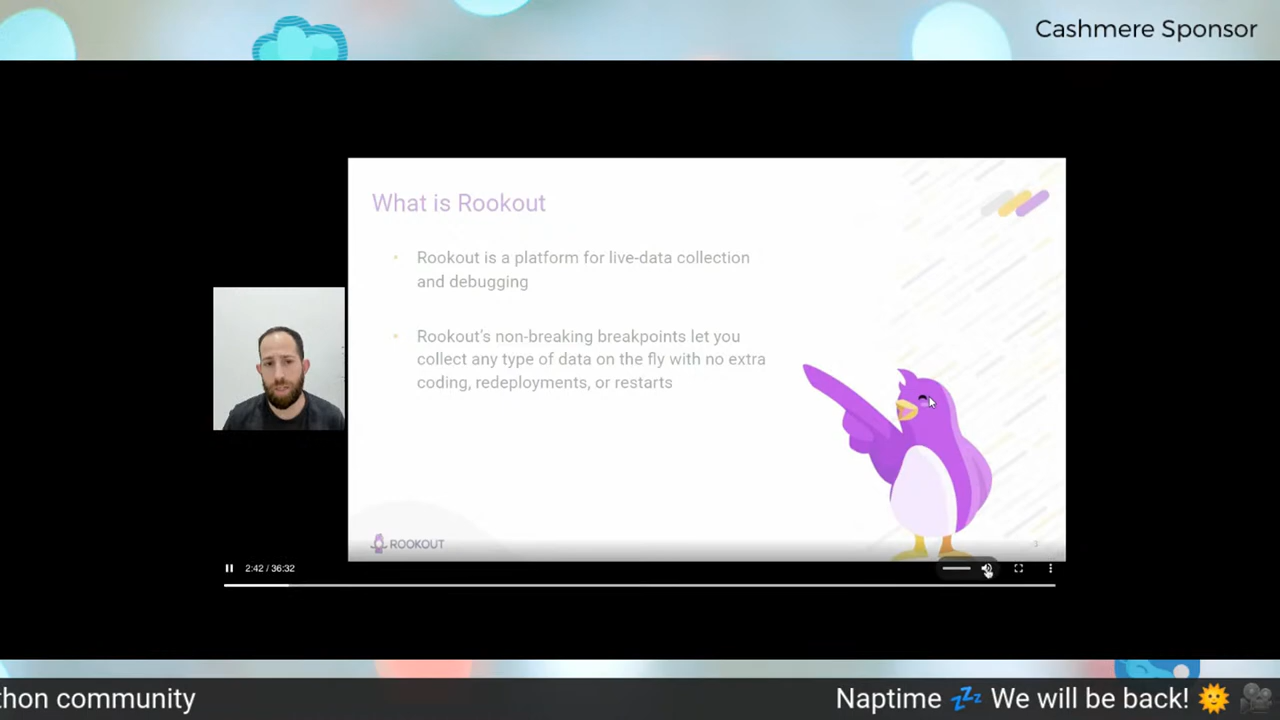 Cashmere Sponsor
What is Rookout
Rookout is a platform for live-data collection
and debugging
Rookout's non-breaking breakpoints let you
collect any type of data on the fly with no extra
coding, redeployments, or restarts
ROOKOUT
3
2:42 / 36:32
thon community
Naptime 💤 We will be back! 🌞 🎥